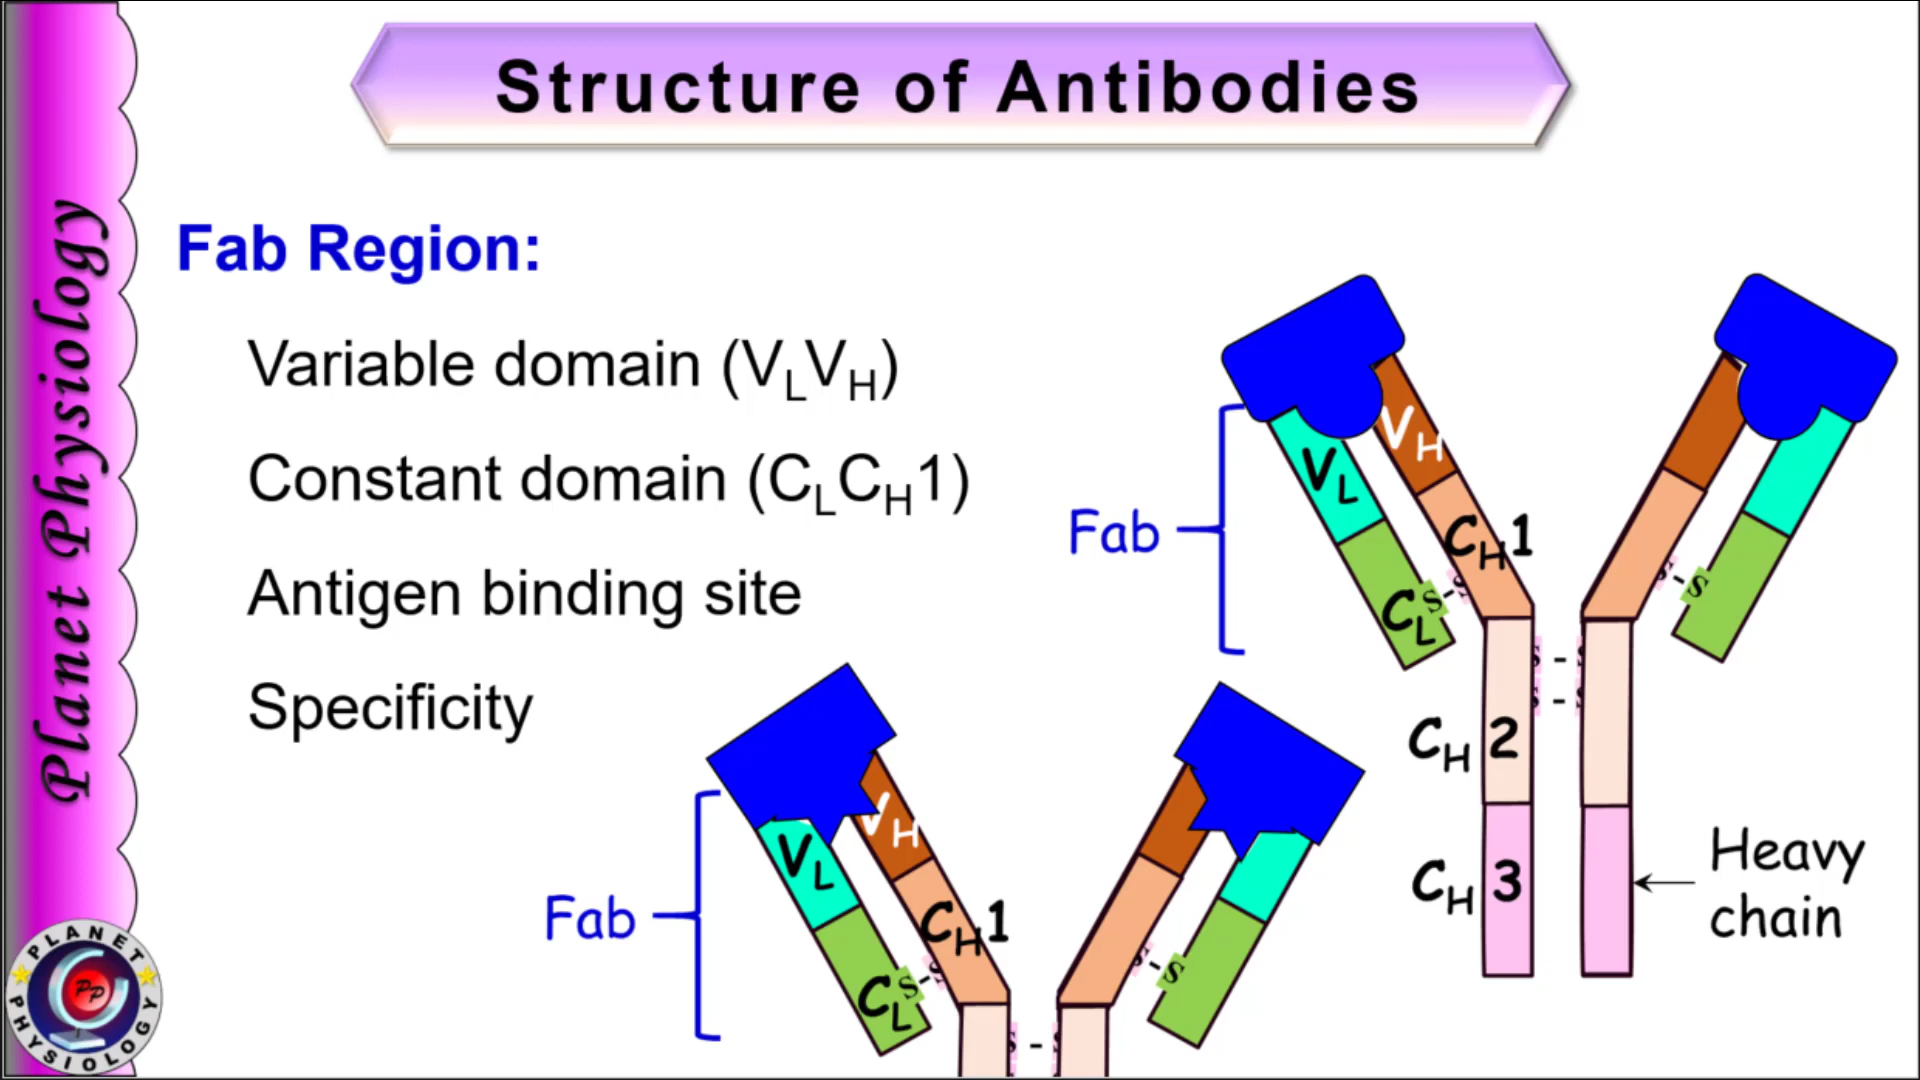 Structure of Antibodies
Planet Physiology
Fab Region:
Variable domain (VLVH)
Constant domain (CLCH1)
Antigen binding site
Specificity
Fab
VL
VH
CH1
CL
S
-
S
S - S
S - S
S
-
S
CH 2
CH 3
Heavy
chain
Fab
VL
VH
CH1
CL
S
-
S
S - S
S
-
S
PLANET
PP
PHYSIOLOGY